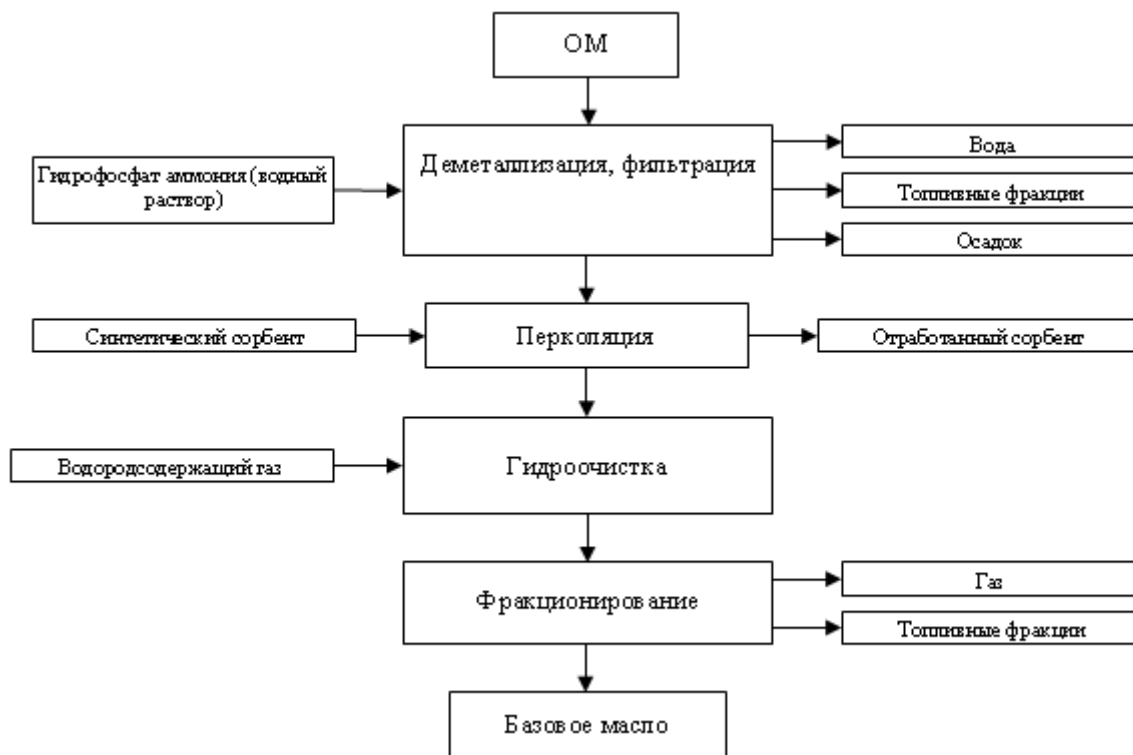 ОМ
Деметаллизация, фильтрация
Гидрофосфат аммония (водный
раствор)
Вода
Топливные фракции
Осадок
Синтетический сорбент
Перколяция
Отработанный сорбент
Водородсодержащий газ
Гидроочистка
Фракционирование
Газ
Топливные фракции
Базовое масло